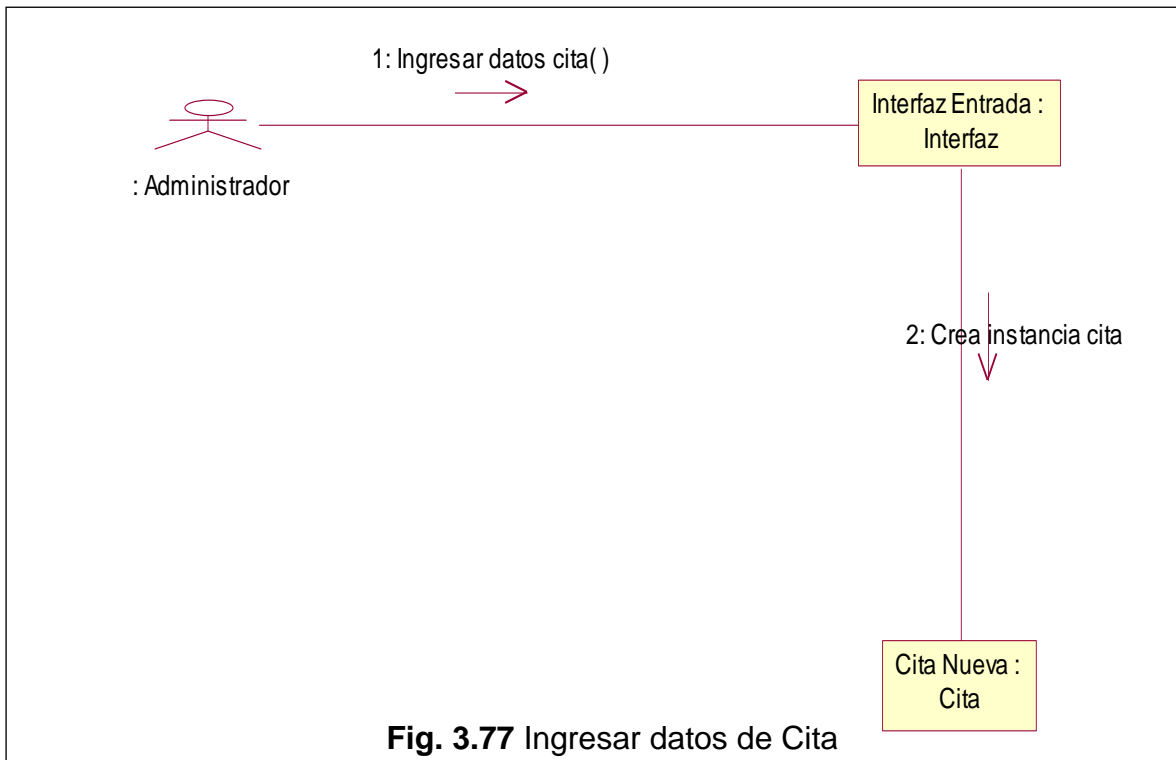 1: Ingresar datos cita( )
Interfaz Entrada :
Interfaz
: Administrador
2: Crea instancia cita
Cita Nueva :
Cita
Fig. 3.77 Ingresar datos de Cita